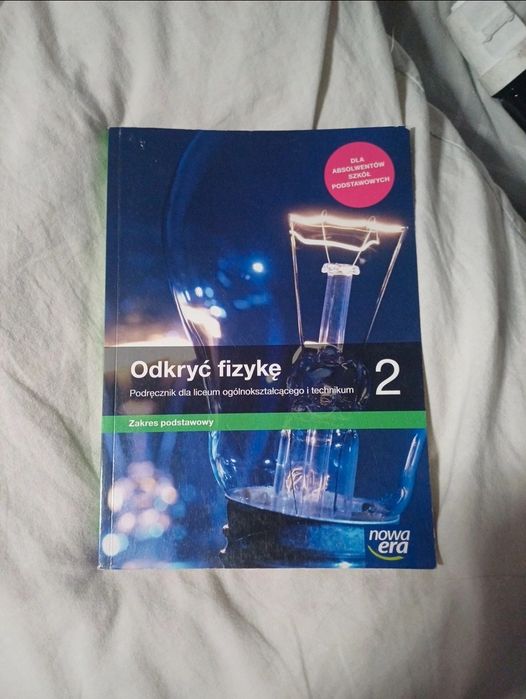 DLA
ABSOLWENTÓW
SZKÓŁ
PODSTAWOWYCH
Odkryć fizykę
2
Podręcznik dla liceum ogólnokształcącego i technikum
Zakres podstawowy
nowa
era